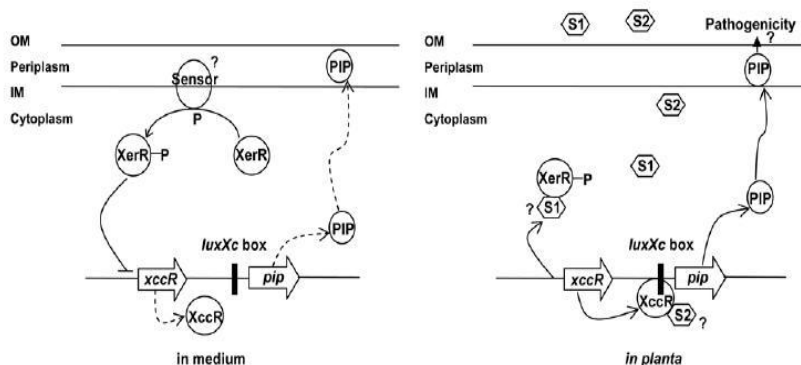 OM
Periplasm
IM
Cytoplasm
?
Sensor
P
PIP
XerR–P
XerR
PIP
luxXc box
xccR
pip
XccR
in medium
S1
S2
Pathogenicity
?
OM
Periplasm
IM
Cytoplasm
PIP
S2
S1
XerR–P
? S1
PIP
luxXc box
xccR
pip
XccR
S2 ?
in planta